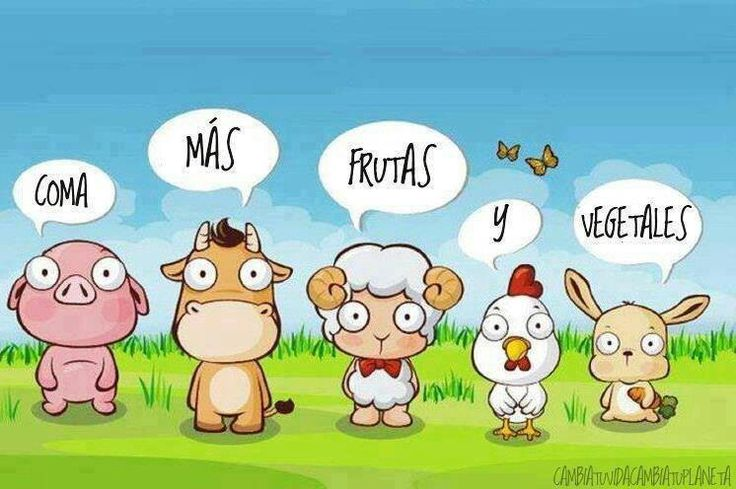 COMA
MÁS
FRUTAS
Y
VEGETALES
CAMBIATUVIDACAMBIATUPLANETA